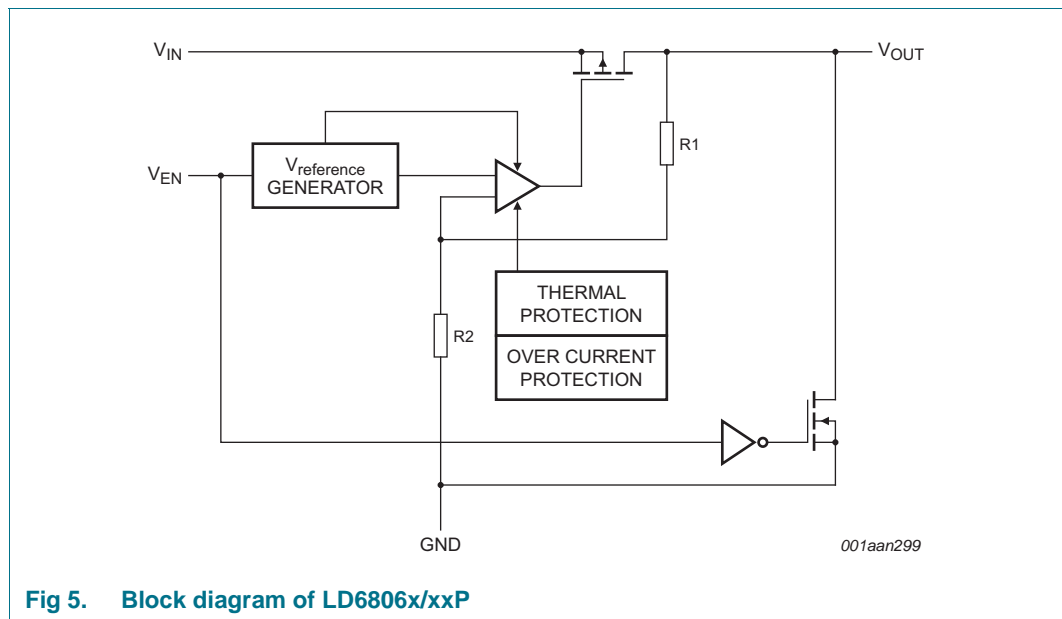 VIN
VOUT
R1
VEN
Vreference
GENERATOR
THERMAL
PROTECTION
R2
OVER CURRENT
PROTECTION
GND
001aan299
Fig 5. Block diagram of LD6806x/xxP